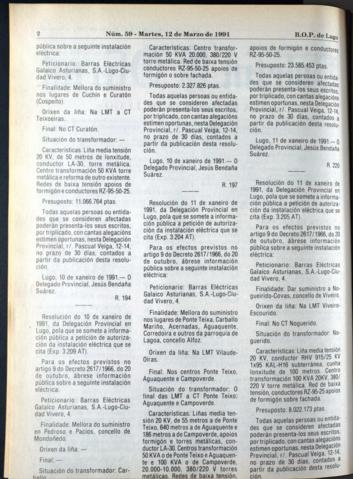 2 Núm. 59 - Martes, 12 de Marzo de 1991 B.O.P. de Lugo
pública sobre a seguinte instalación
eléctrica:
Peticionario: Barras Eléctricas
Galaico Asturianas, S.A.-Lugo-Ciu-
dad Vivero, 4.
Finalidade: Mellora do suministro
nos lugares de Cuchín e Curatón
(Cospeito).
Orixen da liña: Na LMT a CT
Teixoeiras.
Final: No CT Curatón.
Situación do transformador: —
Características: Liña media tensión
20 KV, de 50 metros de lonxitude,
conductor LA-30, torre metálica.
Centro transformación 50 KVA torre
metálica e reforma de outro existente.
Redes de baixa tensión apoios de
formigón e conductores RZ-95-50-25.
Presuposto: 11.066.764 ptas.
Todas aquelas persoas ou entida-
des que se consideren afectadas
poderán presenta-los seus escritos,
por triplicado, con cantas alegacións
estimen oportunas, nesta Delegación
Provincial, r/ Pascual Veiga, 12-14,
no prazo de 30 días, contados a
partir da publicación desta resolu-
ción.
Lugo, 10 de xaneiro de 1991.— O
Delegado Provincial, Jesús Bendaña
Suárez.
R. 194
Resolución do 10 de xaneiro de
1991, da Delegación Provincial en
Lugo, pola que se somete a informa-
ción pública a petición de autoriza-
ción da instalación eléctrica que se
cita (Exp. 3.209 AT).
Para os efectos previstos no
artigo 9 do Decreto 2617/1966, do 20
de outubro, ábrese información
pública sobre a seguinte instalación
eléctrica:
Peticionario: Barras Eléctricas
Galaico Asturianas, S.A.-Lugo-Ciu-
dad Vivero, 4.
Finalidade: Mellora do suministro
en Pedroso e Pacios, concello de
Mondoñedo.
Orixen da liña: —
Final: —
Situación do transformador: Car-
Características: Centro transfor-
mación 50 KVA 20.000, 380/220 V
torre metálica. Red de baixa tensión
conductores RZ-95-50-25 apoios de
formigón o sobre fachada.
Presuposto: 2.327.826 ptas.
Todas aquelas persoas ou entida-
des que se consideren afectadas
poderán presenta-los seus escritos,
por triplicado, con cantas alegacións
estimen oportunas, nesta Delegación
Provincial, r/. Pascual Veiga, 12-14,
no prazo de 30 días, contados a
partir da publicación desta resolu-
ción.
Lugo, 10 de xaneiro de 1991. — O
Delegado Provincial, Jesús Bendaña
Suárez.
R. 197
Resolución do 11 de xaneiro de
1991, da Delegación Provincial en
Lugo, pola que se somete a informa-
ción pública a petición de autoriza-
ción da instalación eléctrica que se
cita (Exp. 3.204 AT).
Para os efectos previstos no
artigo 9 do Decreto 2617/1966, do 20
de outubro, ábrese información
pública sobre a seguinte instalación
eléctrica:
Peticionario: Barras Eléctricas
Galaico Asturianas, S.A.-Lugo-Ciu-
dad Vivero, 4.
Finalidade: Mellora do suministro
nos lugares de Ponte Teixo, Carballo
Mariño, Acernadas, Aguaquente,
Corredoira e outros da parroquia de
Lagoa, concello Alfoz.
Orixen da liña: Na LMT Vilaude-
Oiras.
Final: Nos centros Ponte Teixo,
Aguaquente e Campoverde.
Situación do transformador: O
final das LMT a CT Ponte Teixo;
Aguaquente e Campoverde.
Características: Liñas media ten-
sión 20 KV, de 55 metros a de Ponte
Teixo, 640 metros a de Aguaquente e
186 metros a de Campoverde, apoios
formigón e torres metálicas, con-
ductor LA-30. Centros transformación
50 KVA o de Ponte Teixo e Aguaquen-
te e 100 KVA o de Campoverde,
20.000-10.000, 380/220 V torres
metálicas. Redes de baixa tensión,
apoios de formigón e conductores
RZ-95-50-25.
Presuposto: 23.585.453 ptas.
Todas aquelas persoas ou entida-
des que se consideren afectadas
poderán presenta-los seus escritos,
por triplicado, con cantas alegacións
estimen oportunas, nesta Delegación
Provincial, r/ Pascual Veiga, 12-14,
no prazo de 30 días, contados a
partir da publicación desta resolu-
ción.
Lugo, 11 de xaneiro de 1991.— O
Delegado Provincial, Jesús Bendaña
Suárez.
R. 220
Resolución do 11 de xaneiro de
1991, da Delegación Provincial en
Lugo, pola que se somete a informa-
ción pública a petición de autoriza-
ción da instalación eléctrica que se
cita (Exp. 3.205 AT).
Para os efectos previstos no
artigo 9 do Decreto 2617/1966, do 20
de outubro, ábrese información
pública sobre a seguinte instalación
eléctrica:
Peticionario: Barras Eléctricas
Galaico Asturianas, S.A.-Lugo-Ciu-
dad Vivero, 4.
Finalidade: Dar suministro a No-
gueirido-Covas, concello de Viveiro.
Orixen da liña: Na LMT Viveiro-
Escourido.
Final: No CT Nogueirido.
Situación do transformador: No-
gueirido.
Características: Liña media tensión
20 KV, conductor RHV 915/25 KV
1x95 KAL-H16 subterránea, cunha
lonxitude de 100 metros. Centro
transformación 100 KVA 20KV, 380/
220 V torre metálica. Red de baixa
tensión, conductores RZ-95-25 apoios
de formigón sobre fachada.
Presuposto: 8.022.173 ptas.
Todas aquelas persoas ou entida-
des que se consideren afectadas
poderán presenta-los seus escritos,
por triplicado, con cantas alegacións
estimen oportunas, nesta Delegación
Provincial, r/. Pascual Veiga, 12-14,
no prazo de 30 días, contados a
partir da publicación desta resolu-
ción.